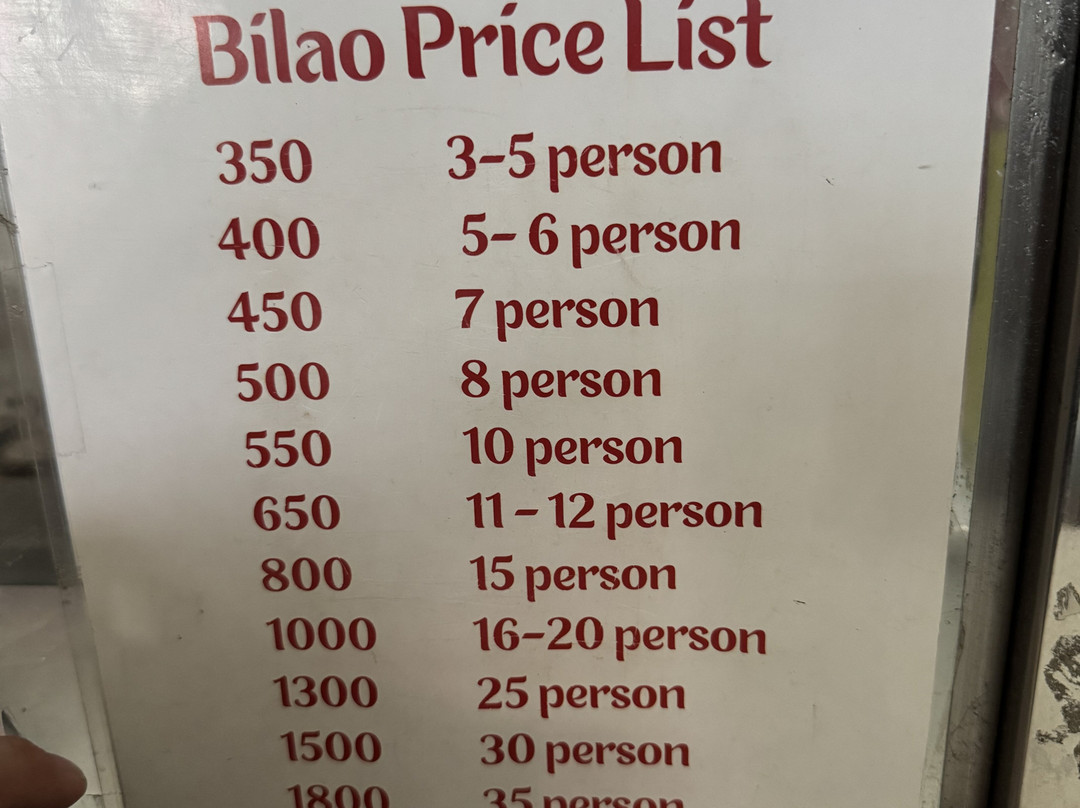 Bilao Price List
350 3-5 person
400 5- 6 person
450 7 person
500 8 person
550 10 person
650 11 - 12 person
800 15 person
1000 16-20 person
1300 25 person
1500 30 person
1800 35 person